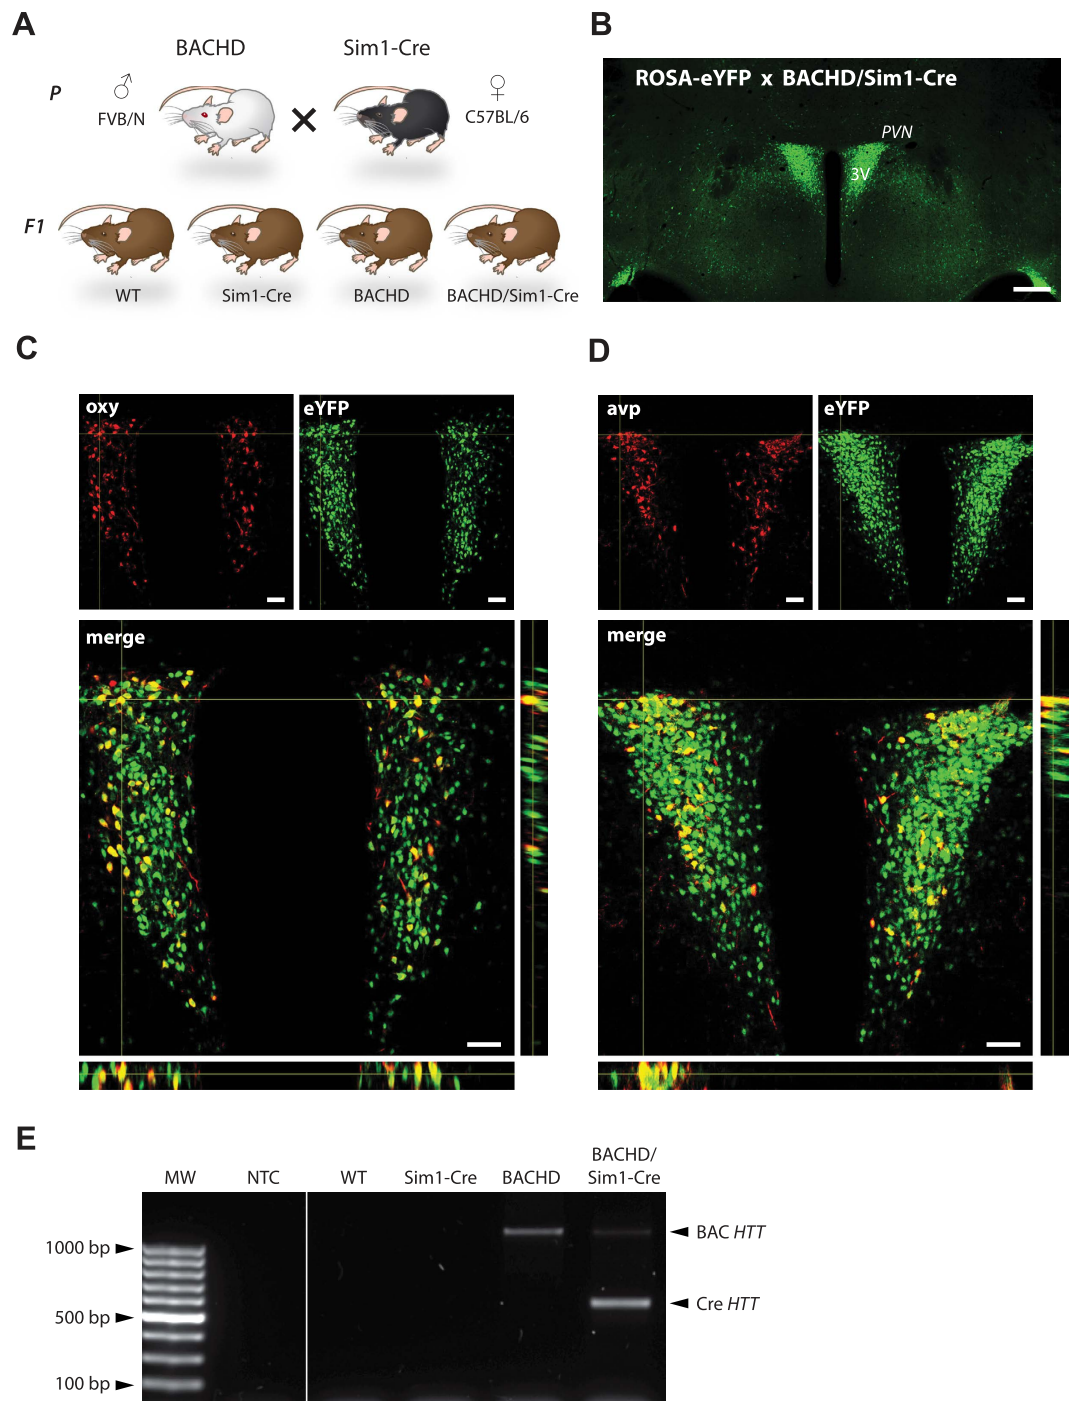 A
BACHD
Sim1-Cre
P
♂
FVB/N
×
♀
C57BL/6
F1
WT
Sim1-Cre
BACHD
BACHD/Sim1-Cre
B
ROSA-eYFP x BACHD/Sim1-Cre
PVN
3V
C
oxy
eYFP
merge
D
avp
eYFP
merge
E
MW
NTC
WT
Sim1-Cre
BACHD
BACHD/
Sim1-Cre
1000 bp
500 bp
100 bp
BAC HTT
Cre HTT